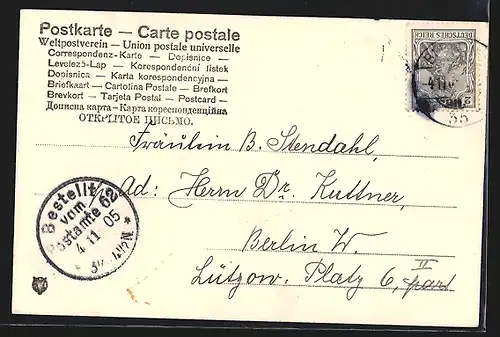 Postkarte — Carte postale
Weltpostverein — Union postale universelle
Correspondenz-Karte — Dopisnice —
Levelező-Lap — Korespondenční lístek
Dopisnica — Karta korespondencyjna —
Briefkaart — Cartolina Postale — Brefkort
Brevkort — Tarjeta Postal — Postcard —
Дописна карта — Карта кореспонденційна
ОТКРЫТОЕ ПИСЬМО.
DEUTSCHES REICH
Fräulein B. Stendahl,
Ad: Herrn Dr. Kuttner,
Berlin W.
Lützow. Platz 6, II part
Bestellt
vom
Postamte 62
4 11 05